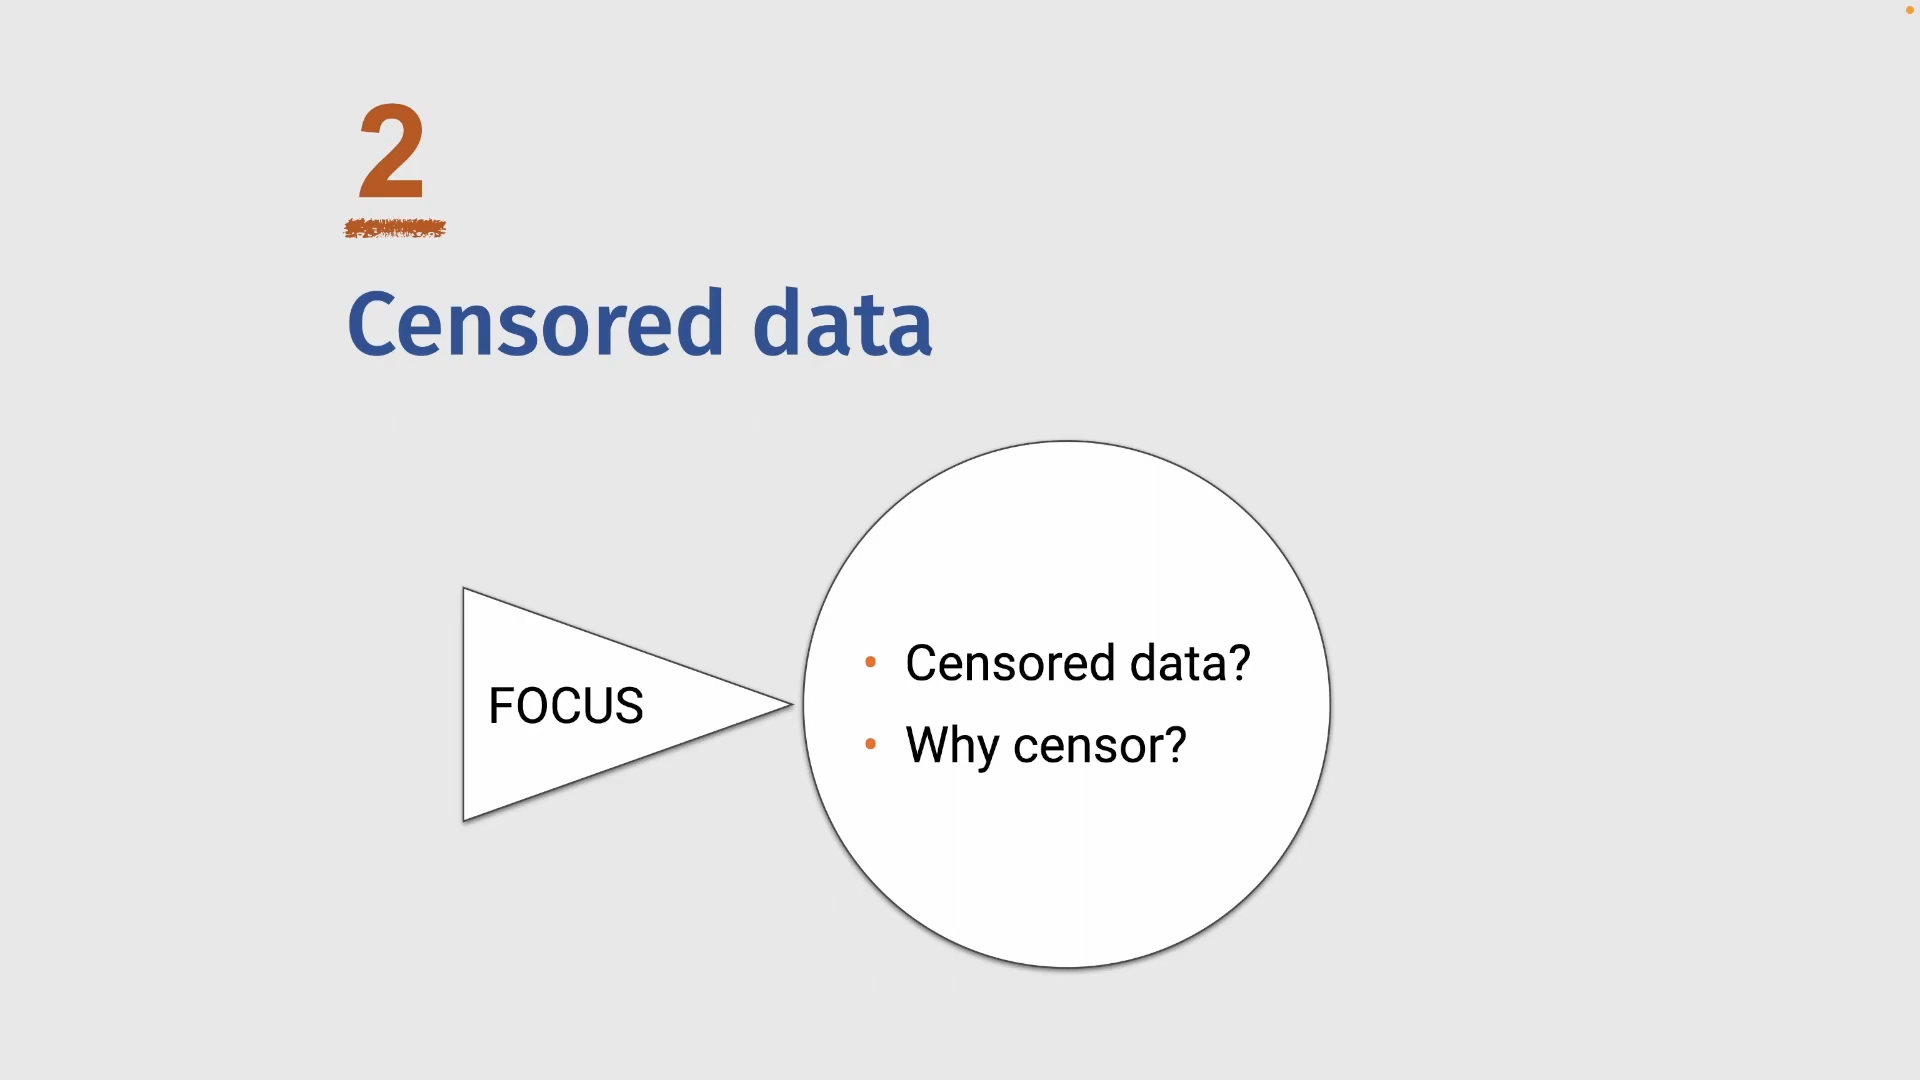 2
Censored data
FOCUS
• Censored data?
• Why censor?